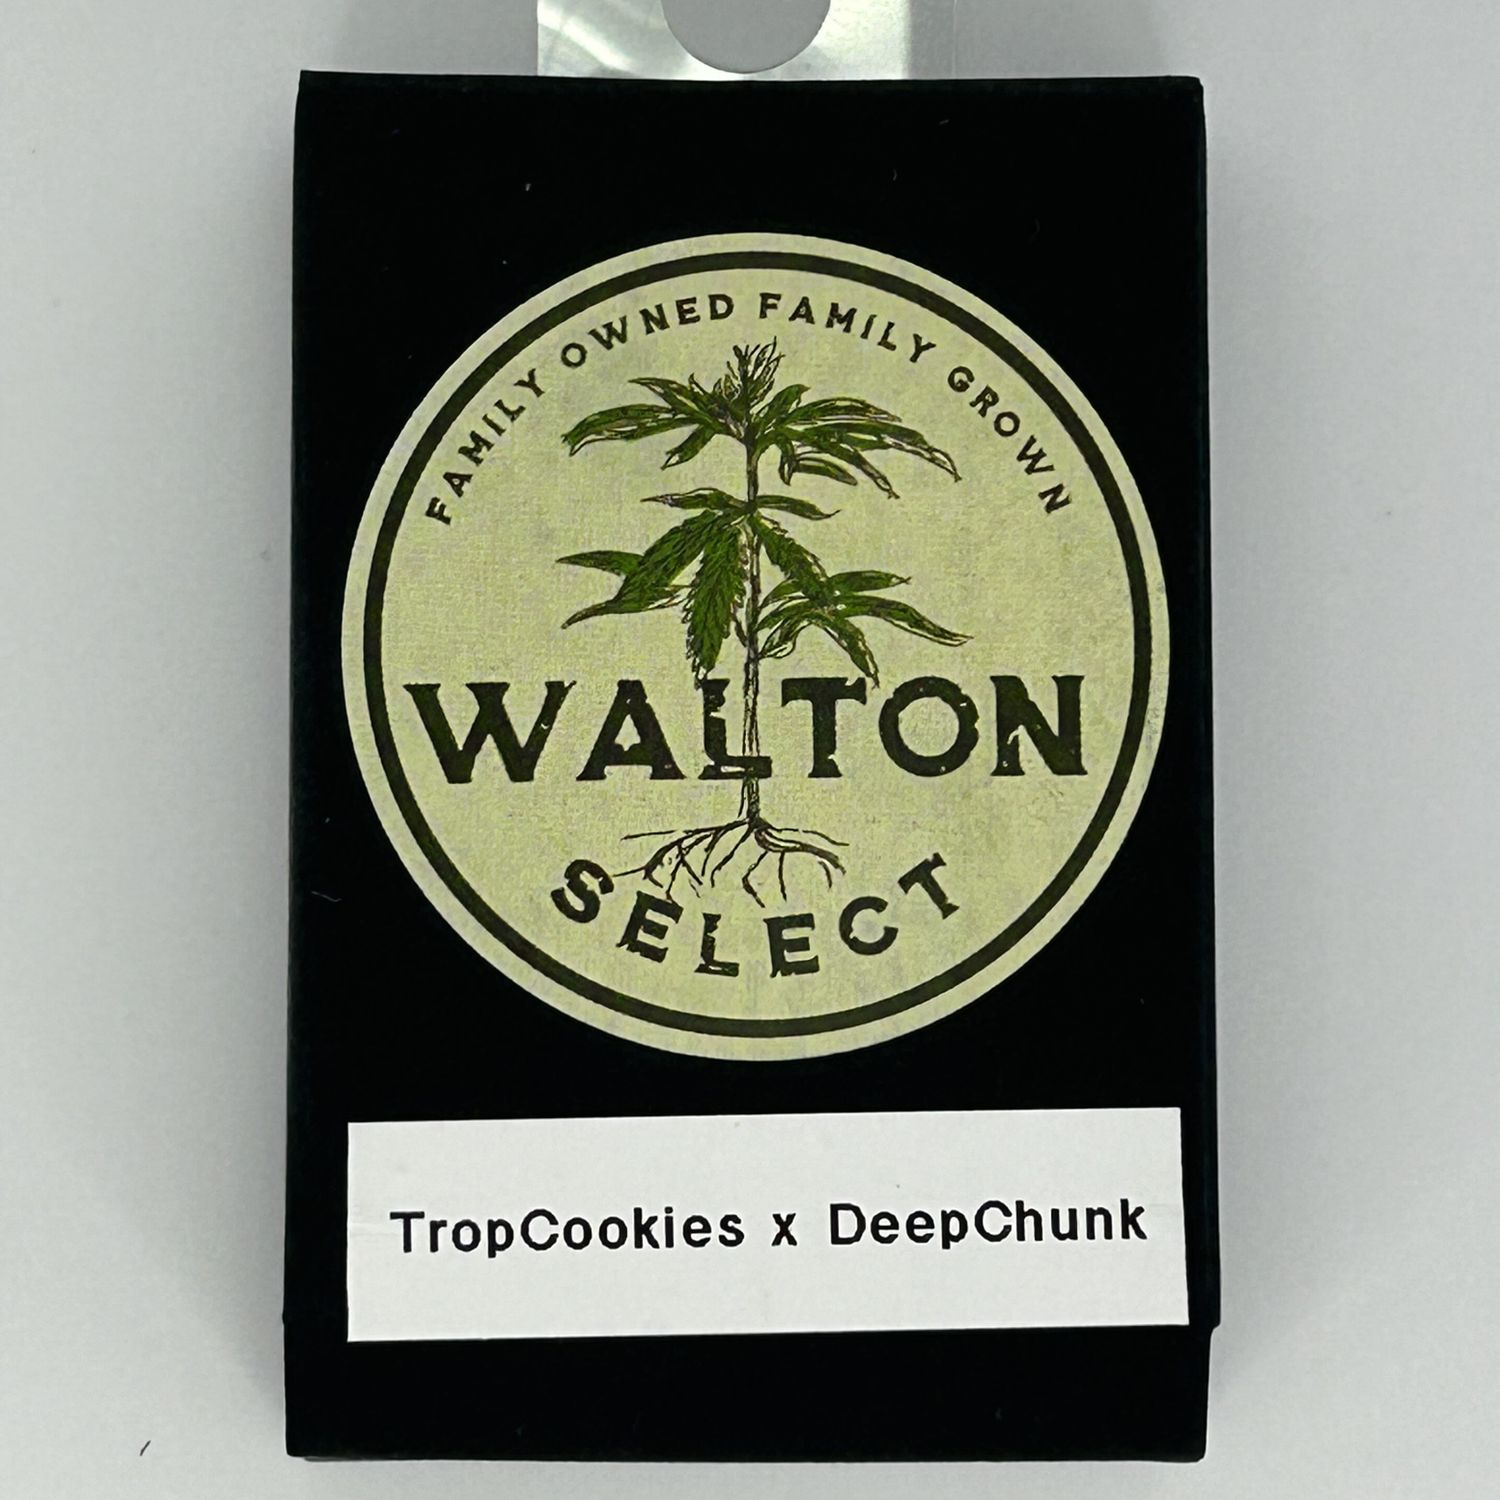 FAMILY OWNED FAMILY GROWN
WALTON
SELECT
TropCookies x DeepChunk